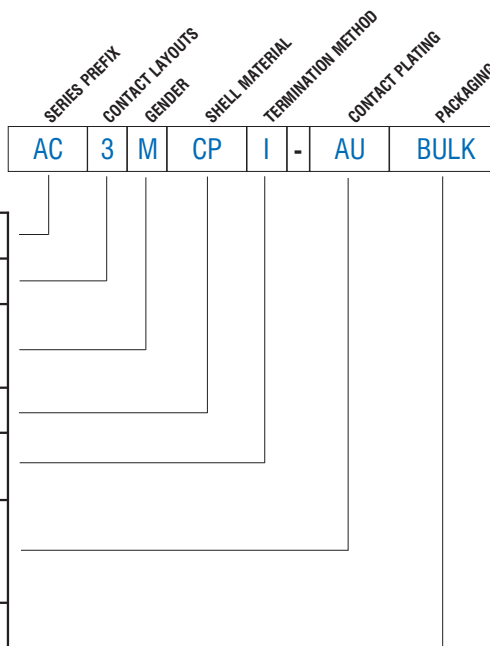 SERIES PREFIX
CONTACT LAYOUTS
GENDER
SHELL MATERIAL
TERMINATION METHOD
CONTACT PLATING
PACKAGING
AC 3 M CP I - AU BULK